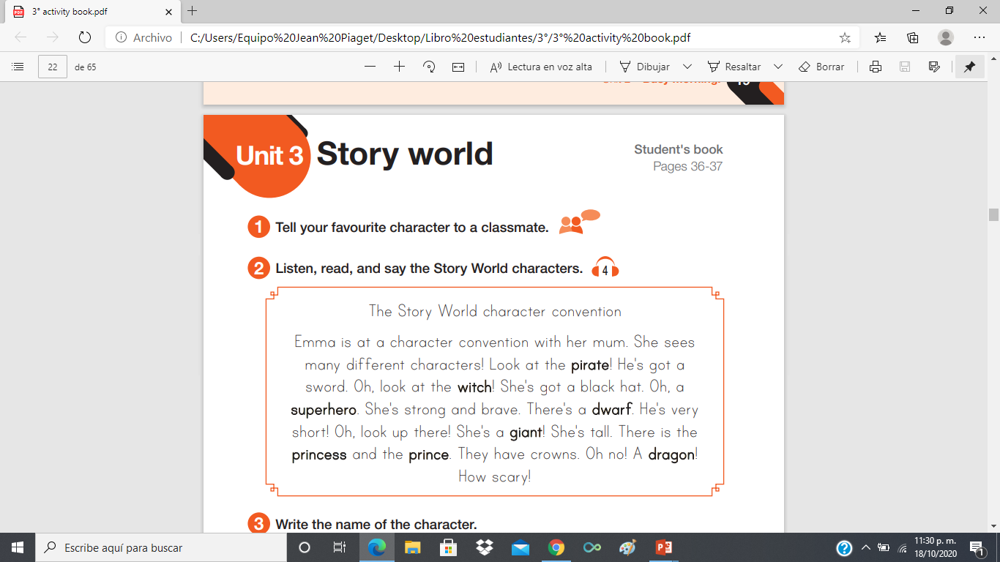 3° activity book.pdf
Archivo
C:/Users/Equipo%20Jean%20Piaget/Desktop/Libro%20estudiantes/3°/3°%20activity%20book.pdf
22 de 65
Lectura en voz alta
Dibujar
Resaltar
Borrar
Unit 3 Story world
Student's book
Pages 36-37
1 Tell your favourite character to a classmate.
2 Listen, read, and say the Story World characters. 4
The Story World character convention
Emma is at a character convention with her mum. She sees
many different characters! Look at the pirate! He's got a
sword. Oh, look at the witch! She's got a black hat. Oh, a
superhero. She's strong and brave. There's a dwarf. He's very
short! Oh, look up there! She's a giant! She's tall. There is the
princess and the prince. They have crowns. Oh no! A dragon!
How scary!
3 Write the name of the character.
Escribe aquí para buscar
11:30 p. m.
18/10/2020
1